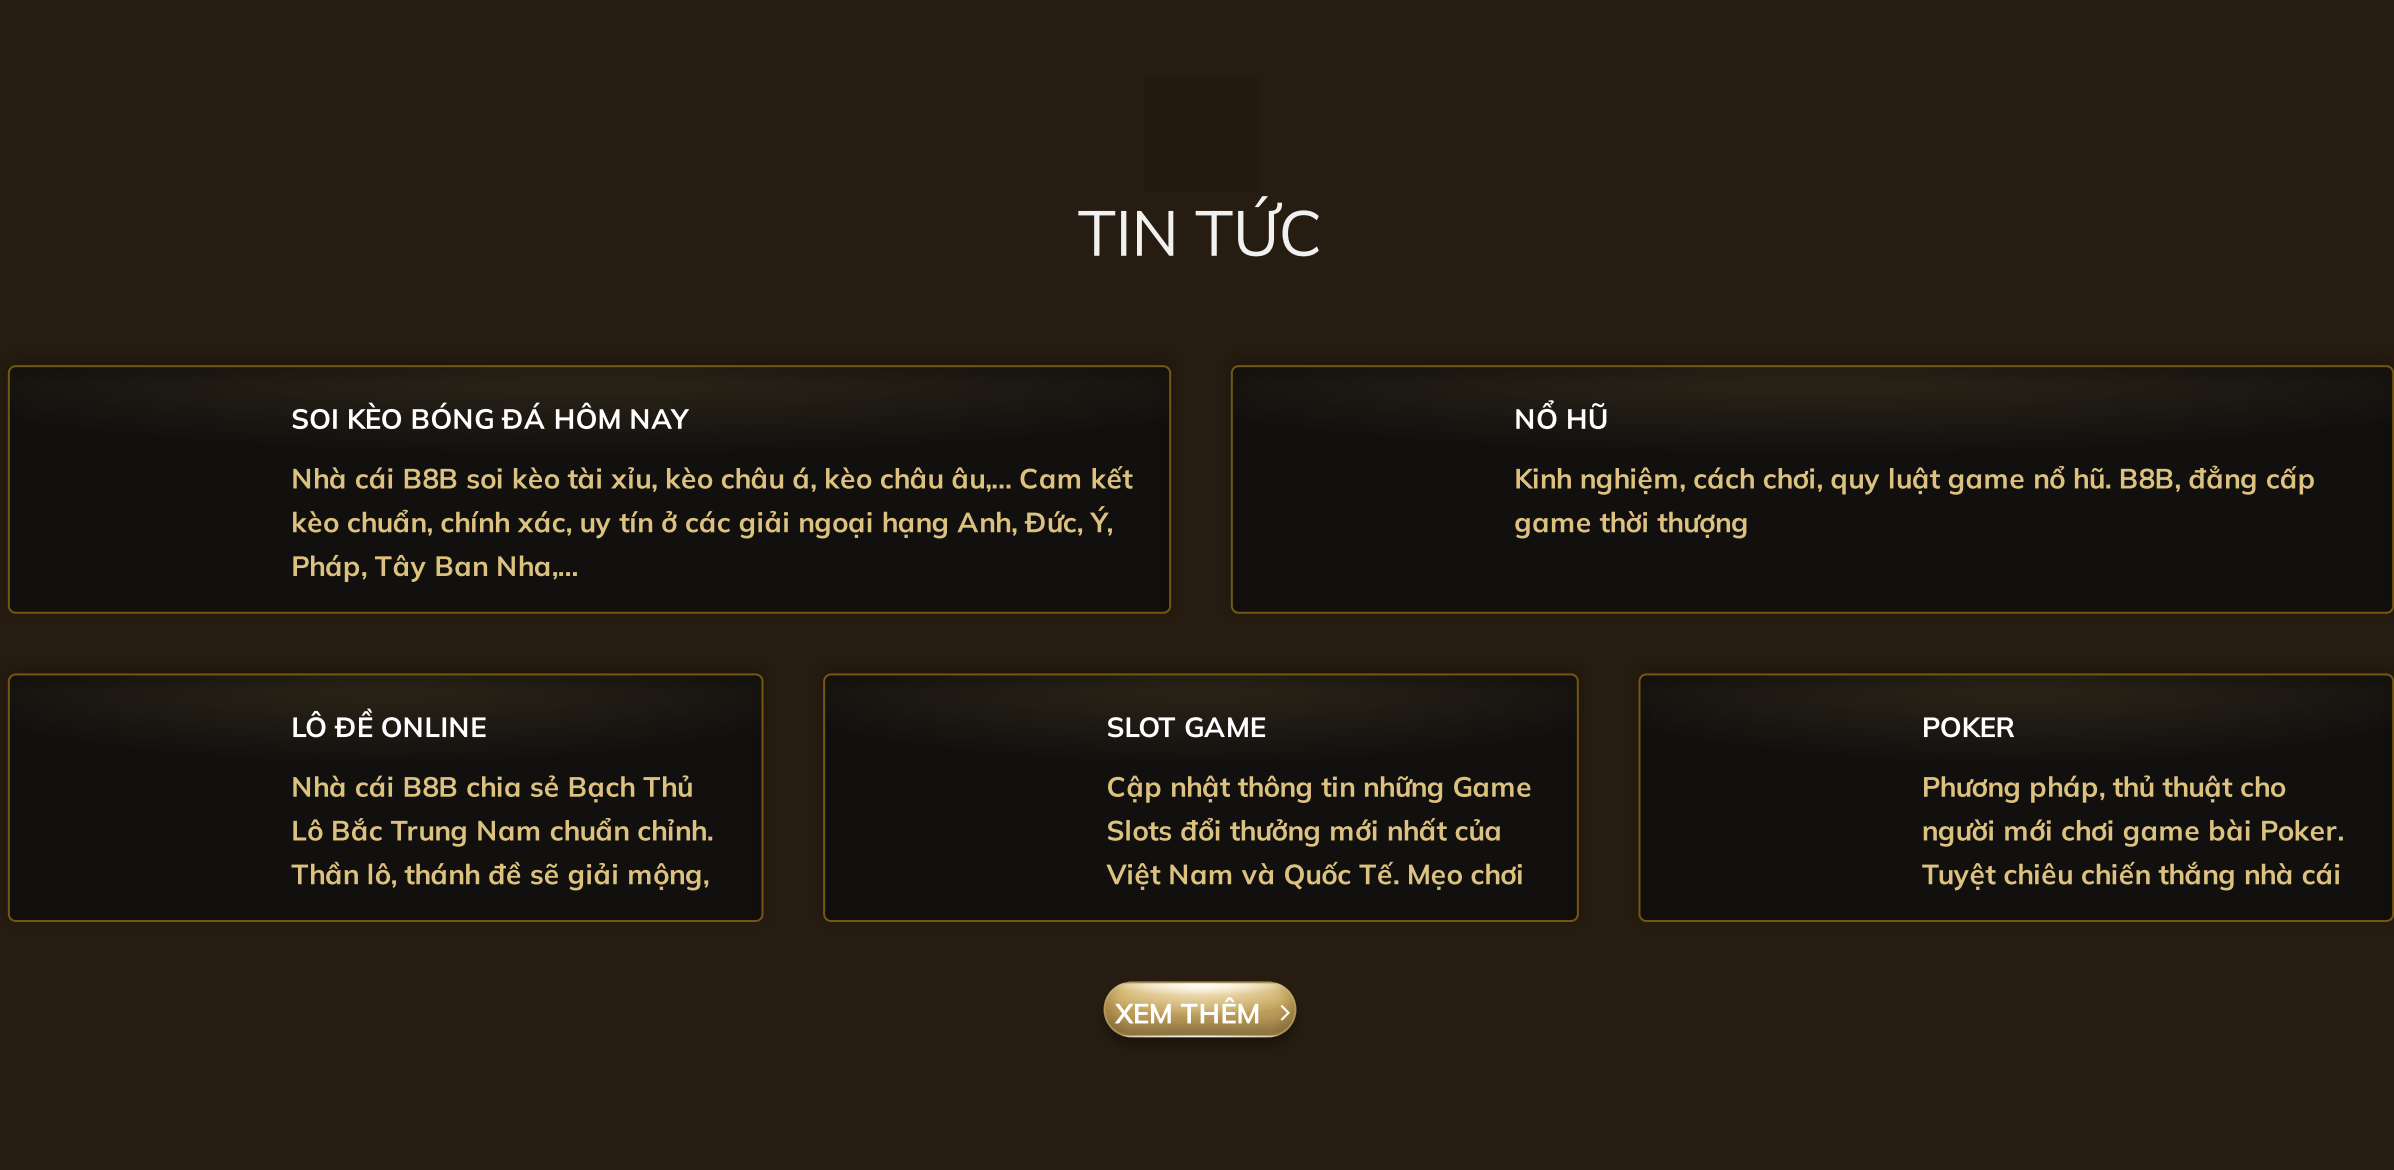 TIN TỨC
SOI KÈO BÓNG ĐÁ HÔM NAY
Nhà cái B8B soi kèo tài xỉu, kèo châu á, kèo châu âu,... Cam kết
kèo chuẩn, chính xác, uy tín ở các giải ngoại hạng Anh, Đức, Ý,
Pháp, Tây Ban Nha,...
NỔ HŨ
Kinh nghiệm, cách chơi, quy luật game nổ hũ. B8B, đẳng cấp
game thời thượng
LÔ ĐỀ ONLINE
Nhà cái B8B chia sẻ Bạch Thủ
Lô Bắc Trung Nam chuẩn chỉnh.
Thần lô, thánh đề sẽ giải mộng,
SLOT GAME
Cập nhật thông tin những Game
Slots đổi thưởng mới nhất của
Việt Nam và Quốc Tế. Mẹo chơi
POKER
Phương pháp, thủ thuật cho
người mới chơi game bài Poker.
Tuyệt chiêu chiến thắng nhà cái
XEM THÊM